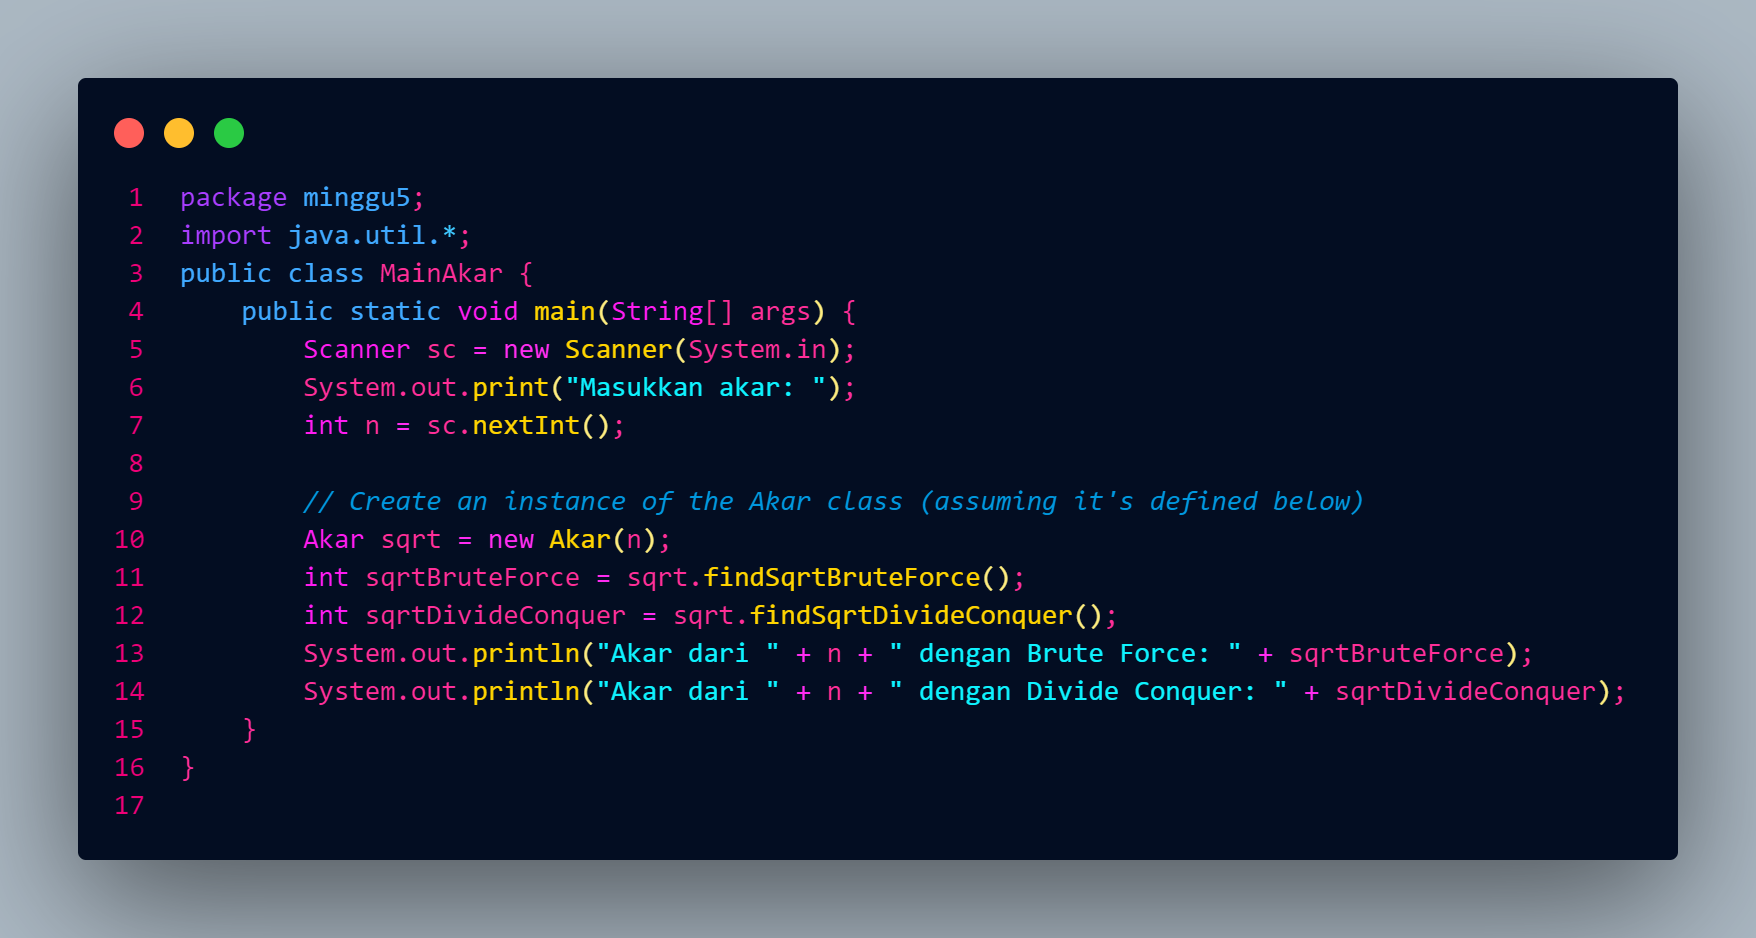 1 package minggu5;
2 import java.util.*;
3 public class MainAkar {
4     public static void main(String[] args) {
5         Scanner sc = new Scanner(System.in);
6         System.out.print("Masukkan akar: ");
7         int n = sc.nextInt();
8
9         // Create an instance of the Akar class (assuming it's defined below)
10         Akar sqrt = new Akar(n);
11         int sqrtBruteForce = sqrt.findSqrtBruteForce();
12         int sqrtDivideConquer = sqrt.findSqrtDivideConquer();
13         System.out.println("Akar dari " + n + " dengan Brute Force: " + sqrtBruteForce);
14         System.out.println("Akar dari " + n + " dengan Divide Conquer: " + sqrtDivideConquer);
15     }
16 }
17